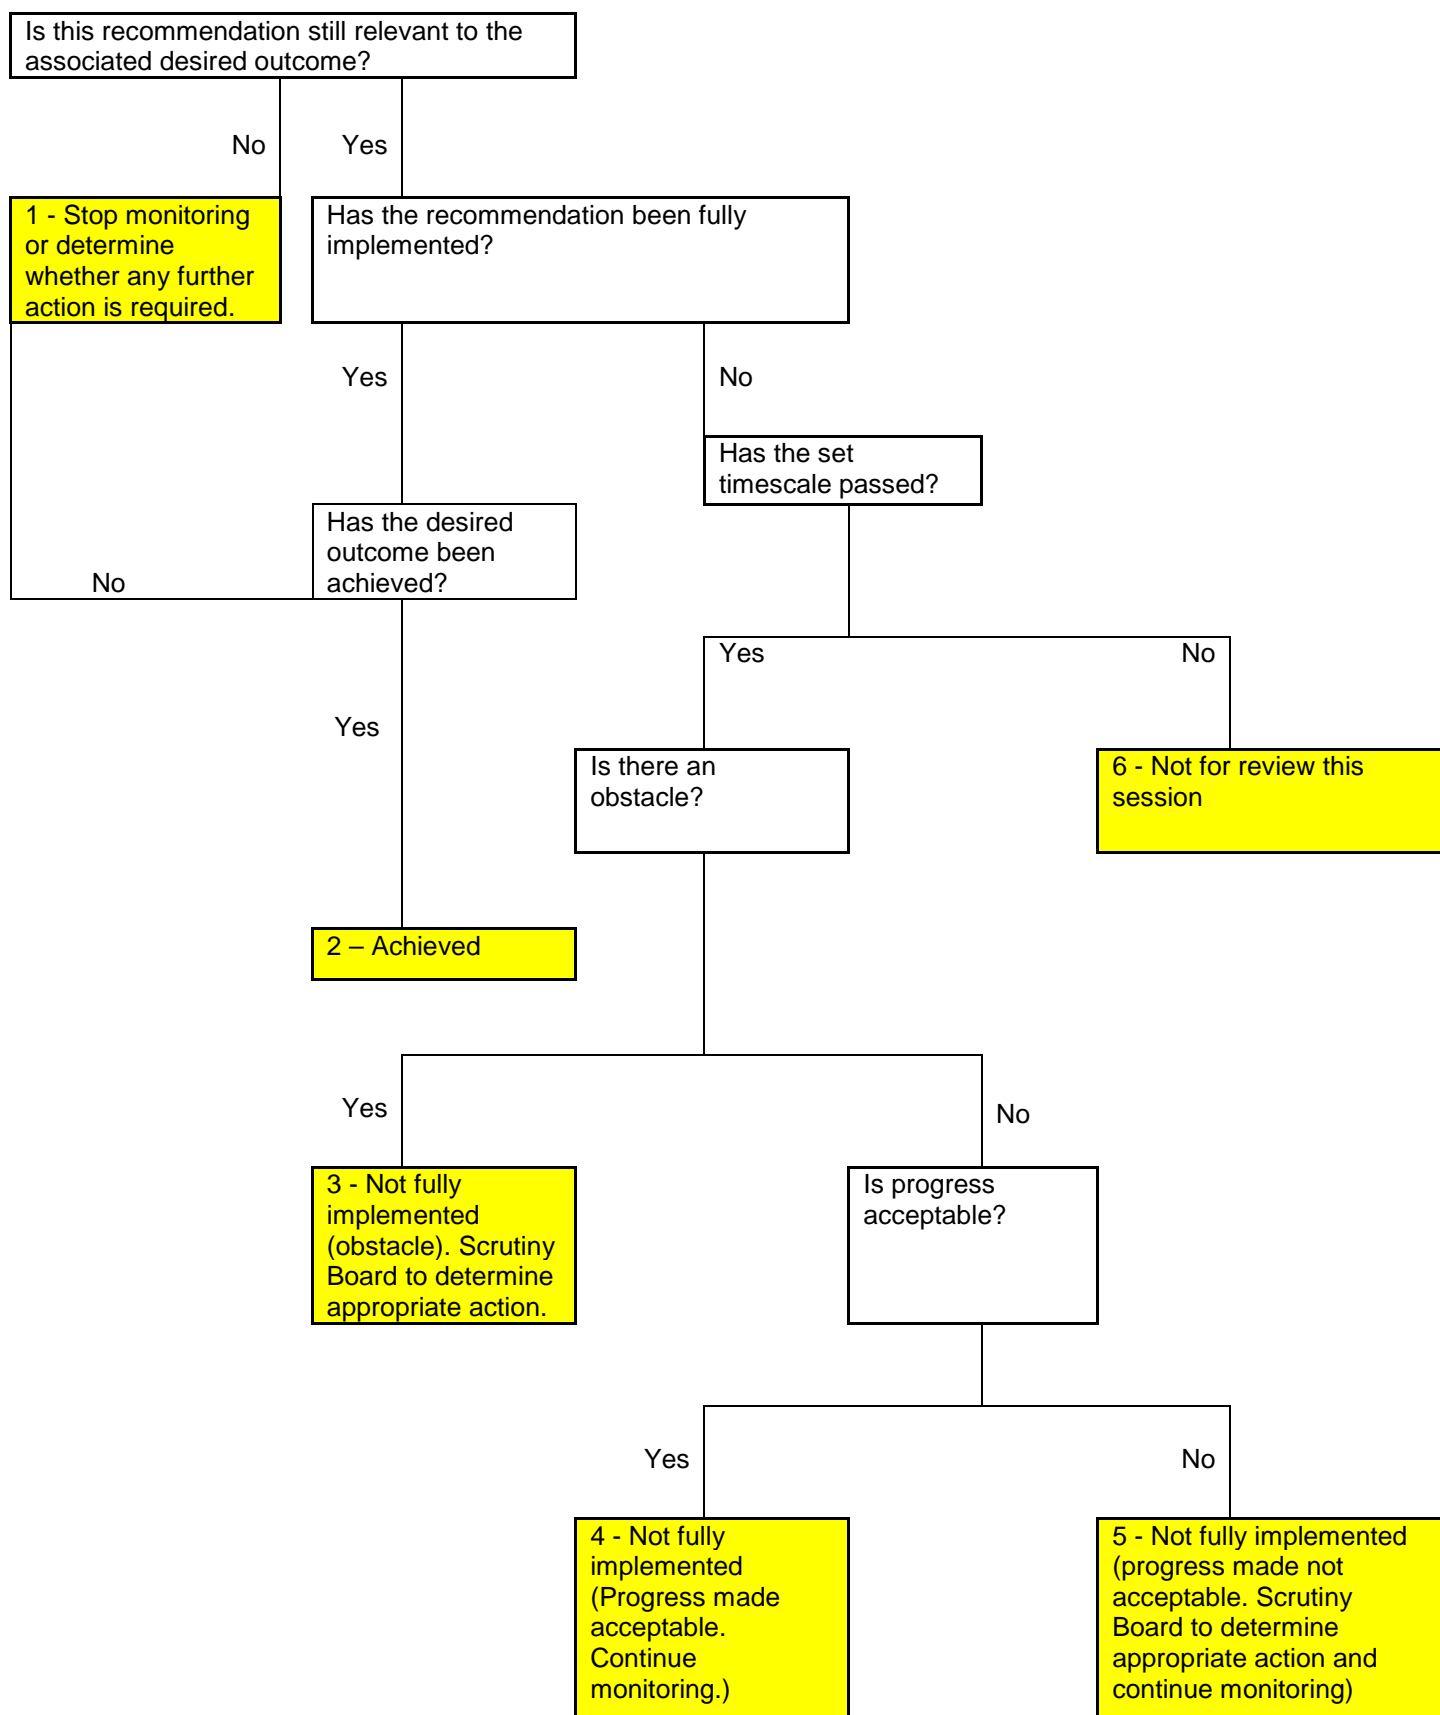 Is this recommendation still relevant to the
associated desired outcome?
No
Yes
1 - Stop monitoring
or determine
whether any further
action is required.
Has the recommendation been fully
implemented?
Yes
No
Has the set
timescale passed?
Has the desired
outcome been
achieved?
No
Yes
No
Yes
Is there an
obstacle?
6 - Not for review this
session
2 – Achieved
Yes
No
3 - Not fully
implemented
(obstacle). Scrutiny
Board to determine
appropriate action.
Is progress
acceptable?
Yes
No
4 - Not fully
implemented
(Progress made
acceptable.
Continue
monitoring.)
5 - Not fully implemented
(progress made not
acceptable. Scrutiny
Board to determine
appropriate action and
continue monitoring)